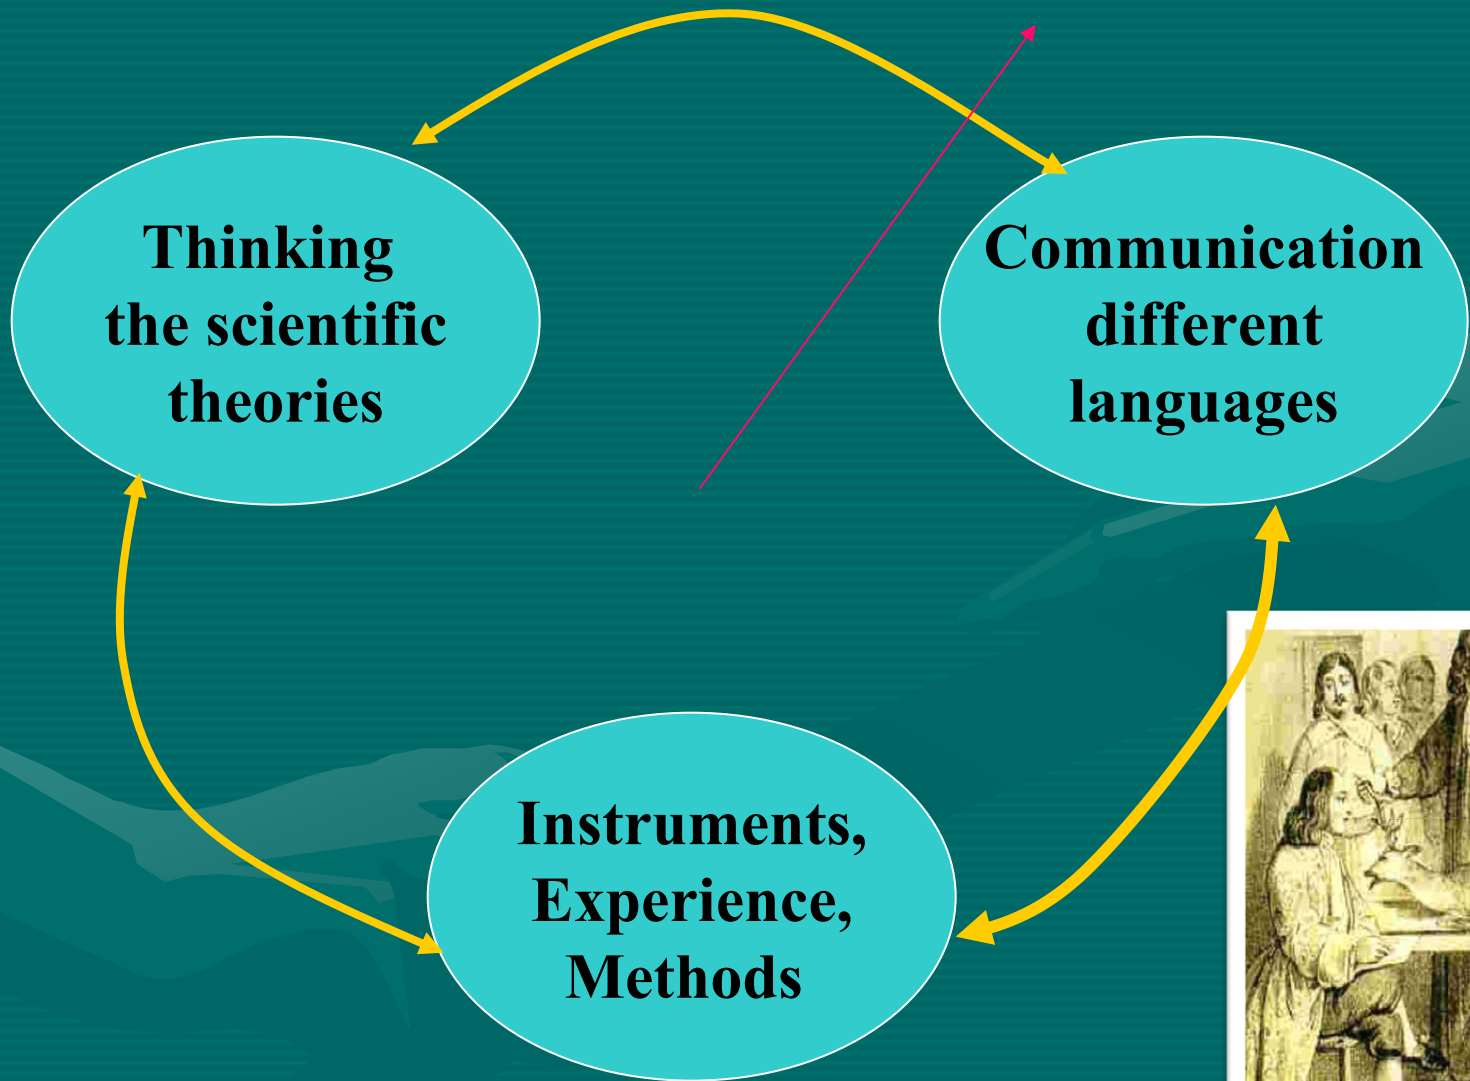 Thinking
the scientific
theories
Communication
different
languages
Instruments,
Experience,
Methods